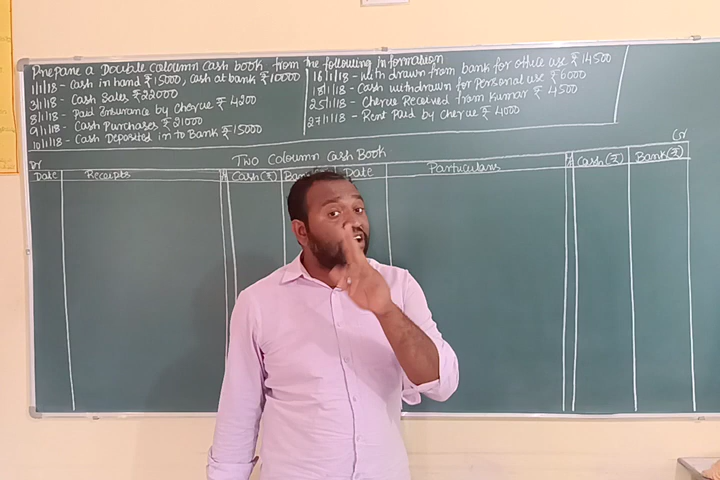 Prepare a Double Coloumn Cash book from the following information
1/1/18 - Cash in hand ₹15000, Cash at bank ₹10000
3/1/18 - Cash Sales ₹22000
8/1/18 - Paid Insurance by Cheque ₹ 4200
9/1/18 - Cash Purchases ₹21000
10/1/18 - Cash Deposited in to Bank ₹15000
16/1/18 - With drawn from bank for office use ₹ 14500
18/1/18 - Cash withdrawn for Personal use ₹6000
25/1/18 - Cheque Received from Kumar ₹ 4500
27/1/18 - Rent Paid by Cheque ₹ 4000
Dr Two Coloumn Cash Book Cr
Date Receipts Cash(₹) Date Particulars Cash(₹) Bank(₹)